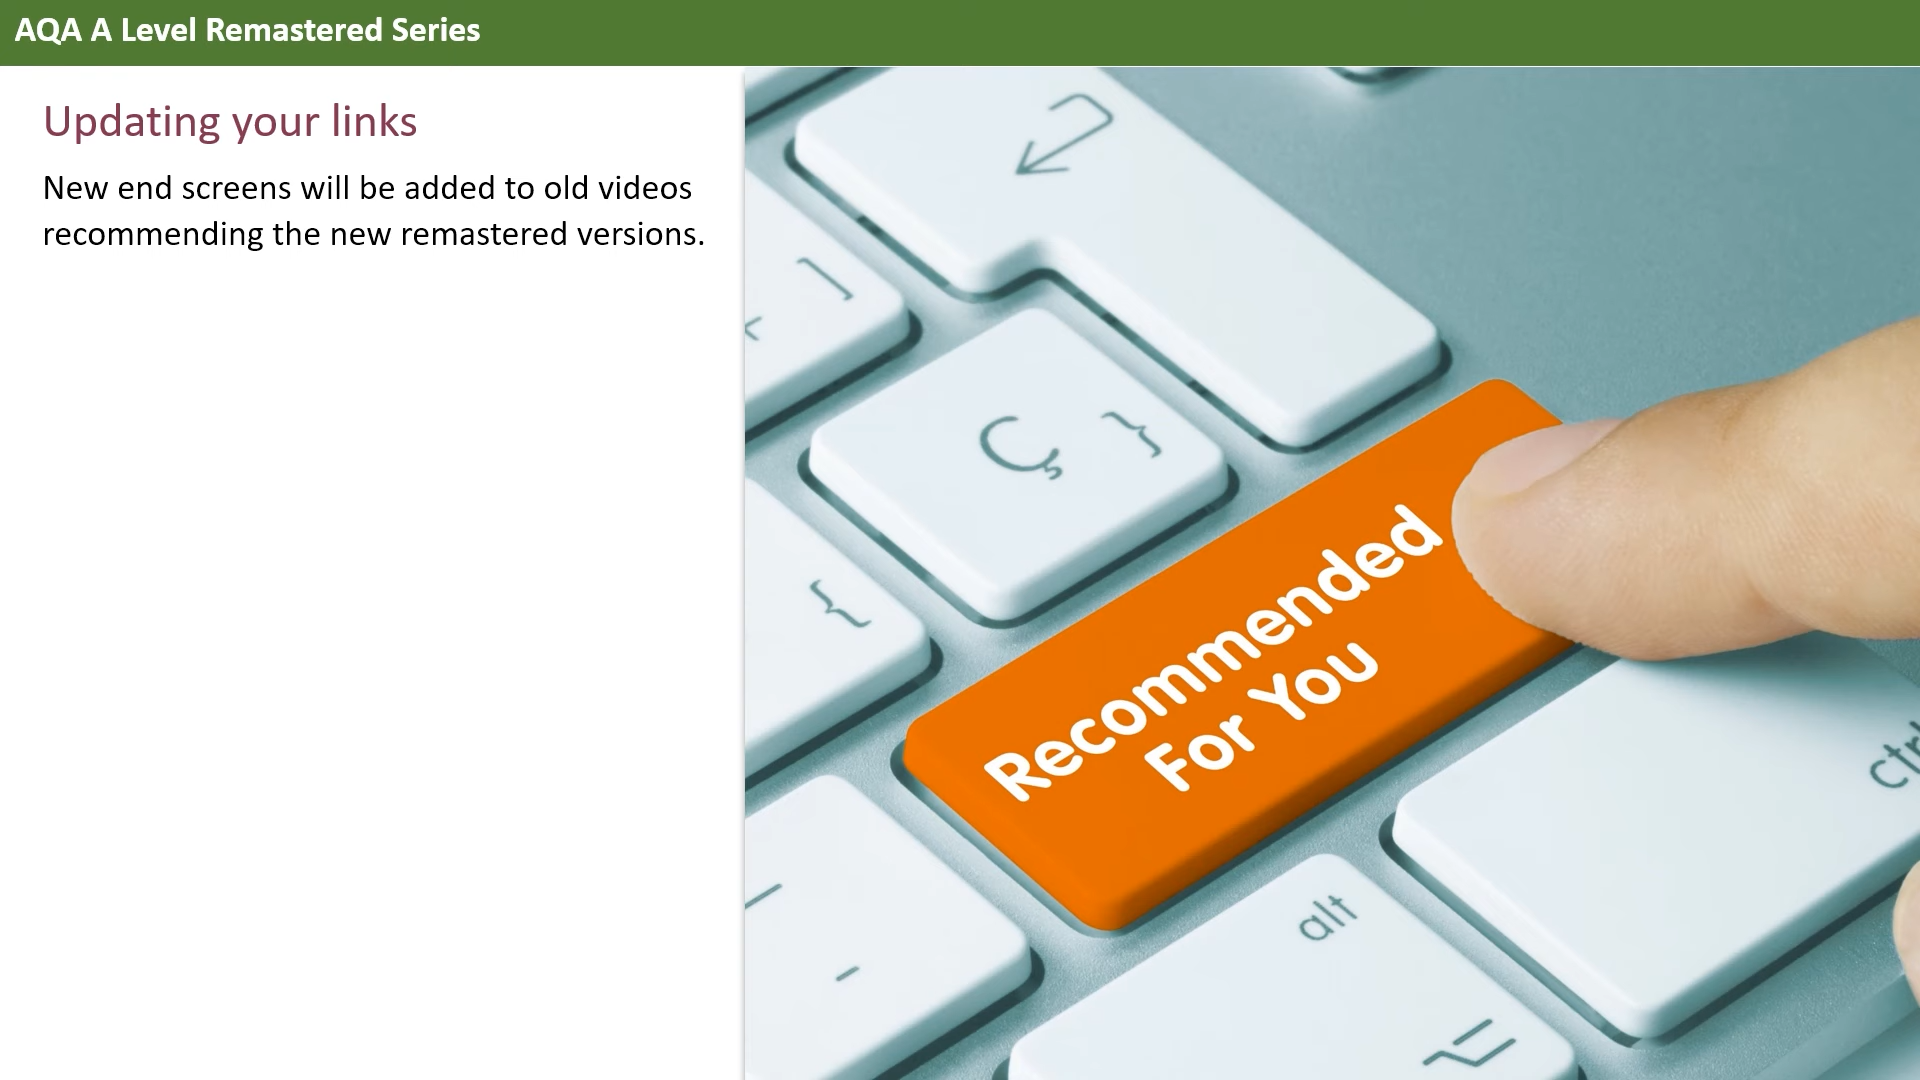 AQA A Level Remastered Series
Updating your links
New end screens will be added to old videos
recommending the new remastered versions.
]
+
Ç }
{
Recommended
For You
ctrl
-
alt